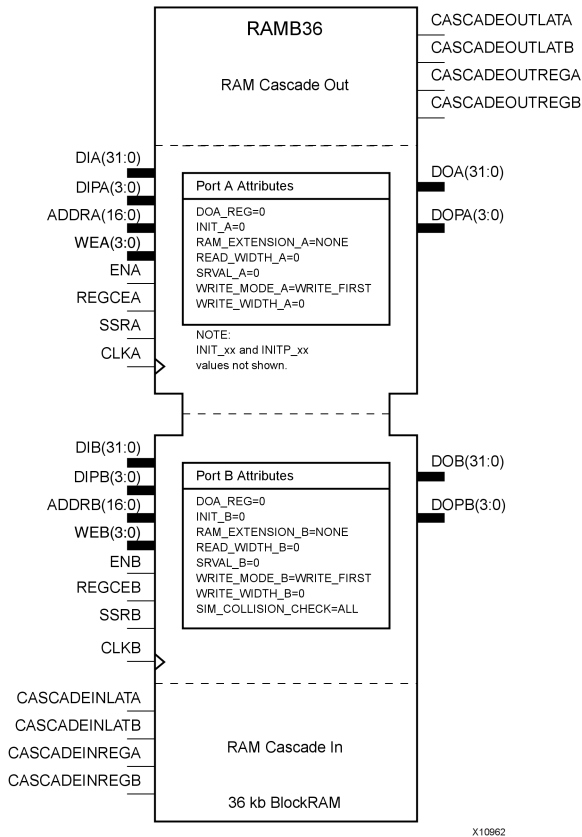 RAMB36
CASCADEOUTLATA
CASCADEOUTLATB
CASCADEOUTREGA
CASCADEOUTREGB
RAM Cascade Out
DIA(31:0)
DIPA(3:0)
ADDRA(16:0)
WEA(3:0)
ENA
REGCEA
SSRA
CLKA
Port A Attributes
DOA_REG=0
INIT_A=0
RAM_EXTENSION_A=NONE
READ_WIDTH_A=0
SRVAL_A=0
WRITE_MODE_A=WRITE_FIRST
WRITE_WIDTH_A=0
NOTE:
INIT_xx and INITP_xx
values not shown.
DOA(31:0)
DOPA(3:0)
DIB(31:0)
DIPB(3:0)
ADDRB(16:0)
WEB(3:0)
ENB
REGCEB
SSRB
CLKB
Port B Attributes
DOA_REG=0
INIT_B=0
RAM_EXTENSION_B=NONE
READ_WIDTH_B=0
SRVAL_B=0
WRITE_MODE_B=WRITE_FIRST
WRITE_WIDTH_B=0
SIM_COLLISION_CHECK=ALL
DOB(31:0)
DOPB(3:0)
CASCADEINLATA
CASCADEINLATB
CASCADEINREGA
CASCADEINREGB
RAM Cascade In
36 kb BlockRAM
X10962